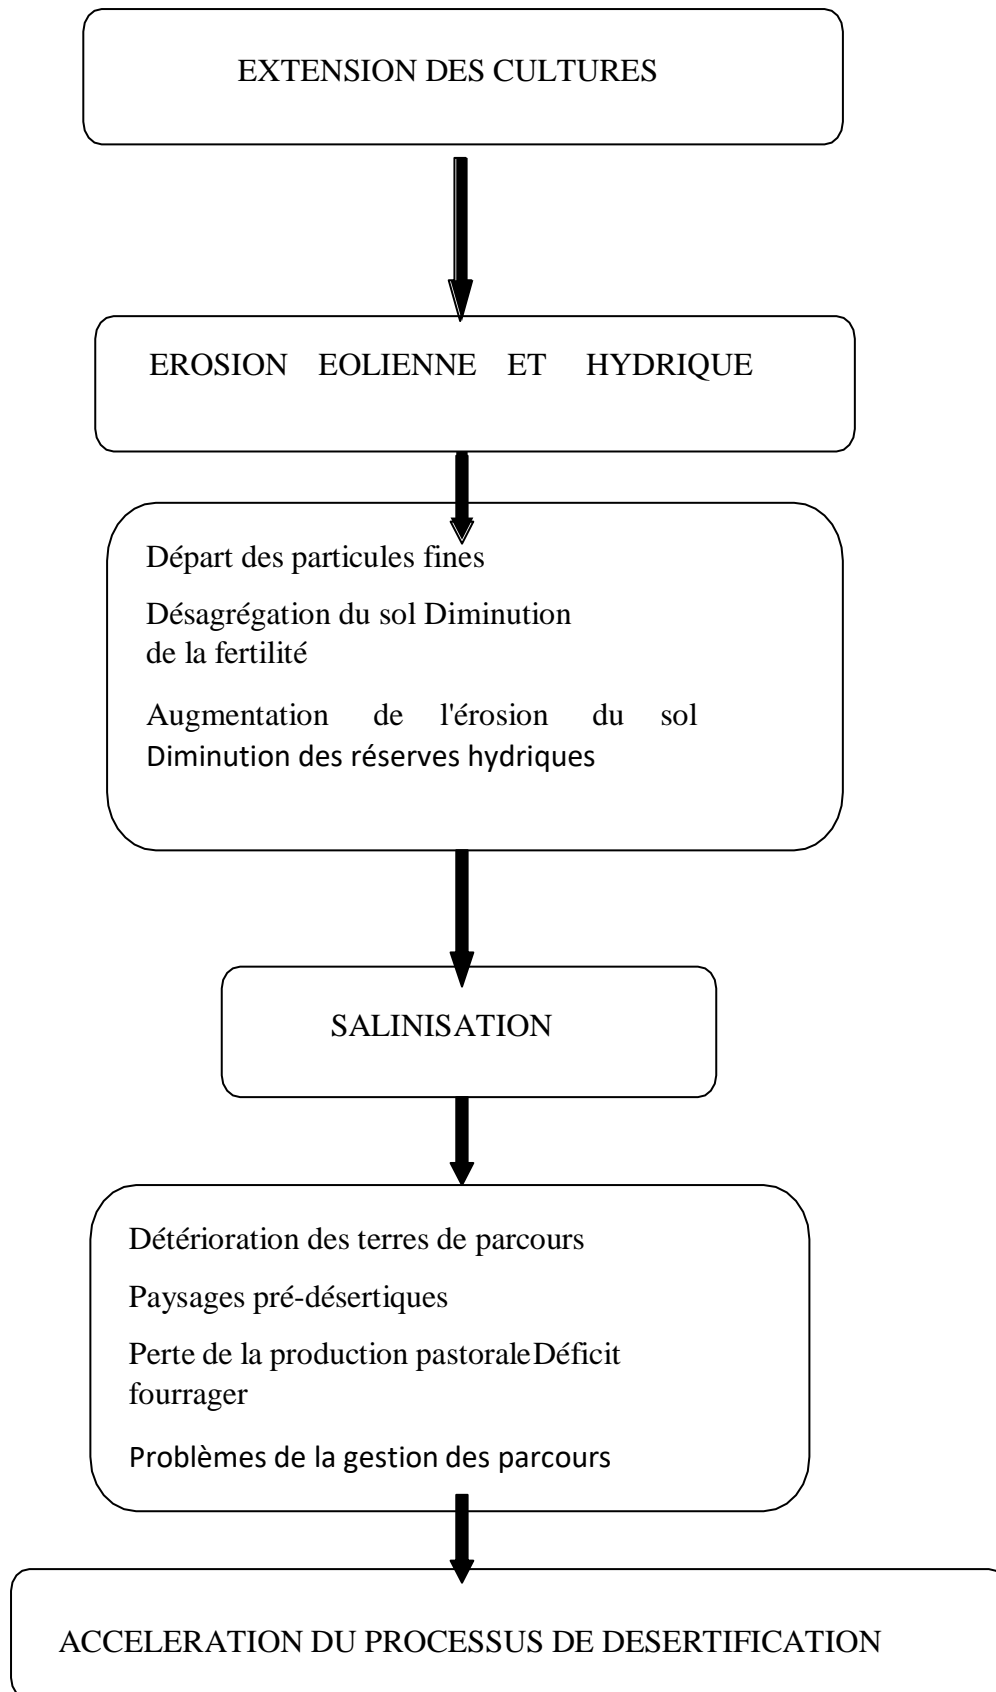 EXTENSION DES CULTURES
EROSION EOLIENNE ET HYDRIQUE
Départ des particules fines
Désagrégation du sol Diminution
de la fertilité
Augmentation de l'érosion du sol
Diminution des réserves hydriques
SALINISATION
Détérioration des terres de parcours
Paysages pré-désertiques
Perte de la production pastoraleDéficit
fourrager
Problèmes de la gestion des parcours
ACCELERATION DU PROCESSUS DE DESERTIFICATION